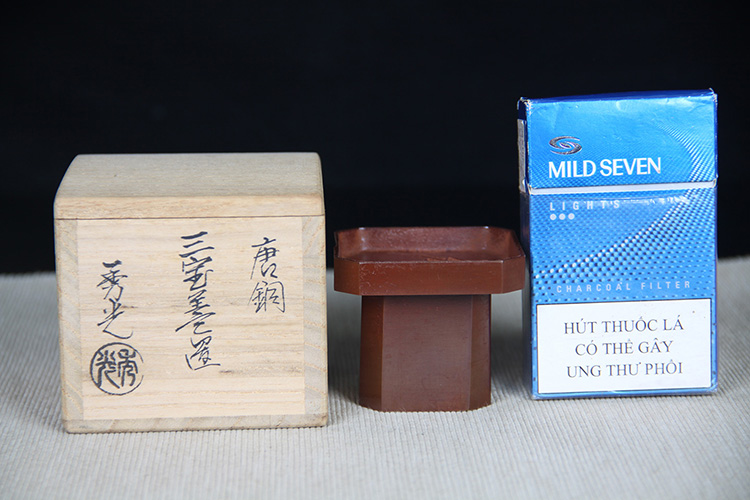 唐銅
三宝蓋置
秀光
MILD SEVEN
LIGHTS
CHARCOAL FILTER
HÚT THUỐC LÁ
CÓ THỂ GÂY
UNG THƯ PHỔI